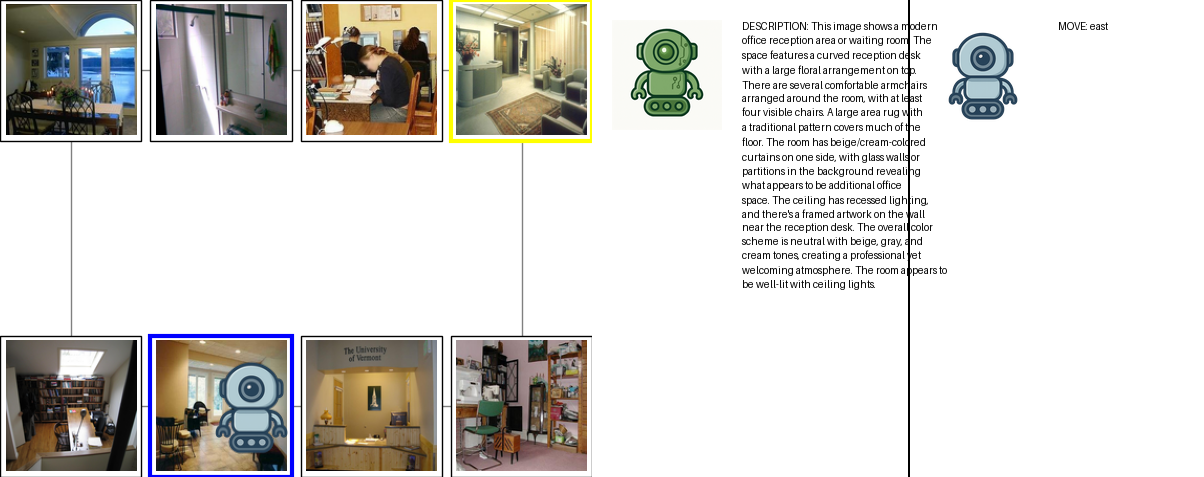 The University
of Vermont
DESCRIPTION: This image shows a modern
office reception area or waiting room. The
space features a curved reception desk
with a large floral arrangement on top.
There are several comfortable armchairs
arranged around the room, with at least
four visible chairs. A large area rug with
a traditional pattern covers much of the
floor. The room has beige/cream-colored
curtains on one side, with glass walls or
partitions in the background revealing
what appears to be additional office
space. The ceiling has recessed lighting,
and there's a framed artwork on the wall
near the reception desk. The overall color
scheme is neutral with beige, gray, and
cream tones, creating a professional yet
welcoming atmosphere. The room appears to
be well-lit with ceiling lights.
MOVE: east